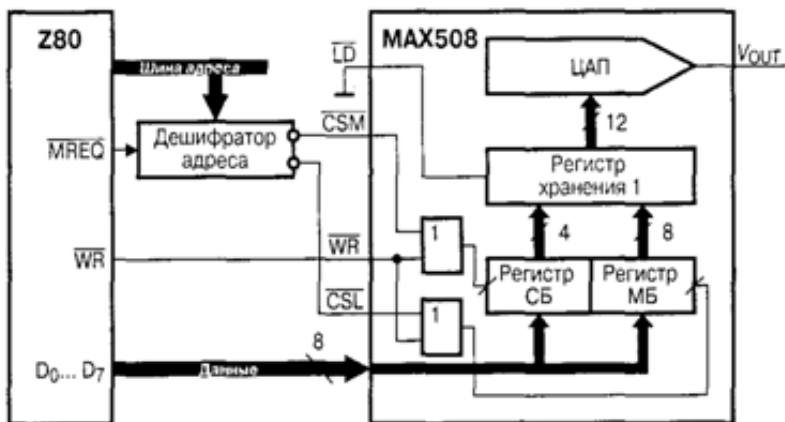 Z80
Шина адреса
Дешифратор
адреса
MREQ
WR
D0... D7
8
Данные
LD
CSM
WR
CSL
MAX508
ЦАП
VOUT
12
Регистр
хранения 1
4
8
1
1
Регистр
СБ
Регистр
МБ